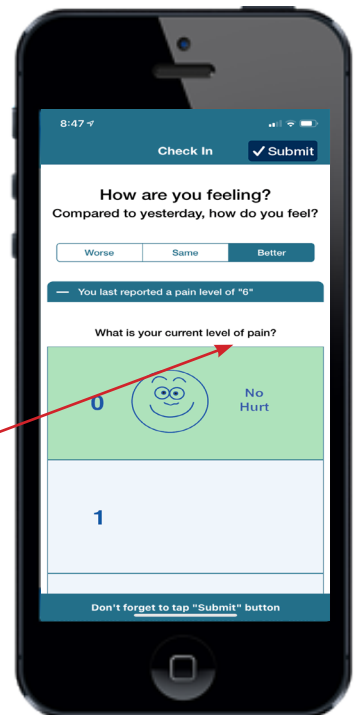 8:47
Check In
✓ Submit
How are you feeling?
Compared to yesterday, how do you feel?
Worse Same Better
— You last reported a pain level of "6"
What is your current level of pain?
0 No
Hurt
1
Don't forget to tap "Submit" button